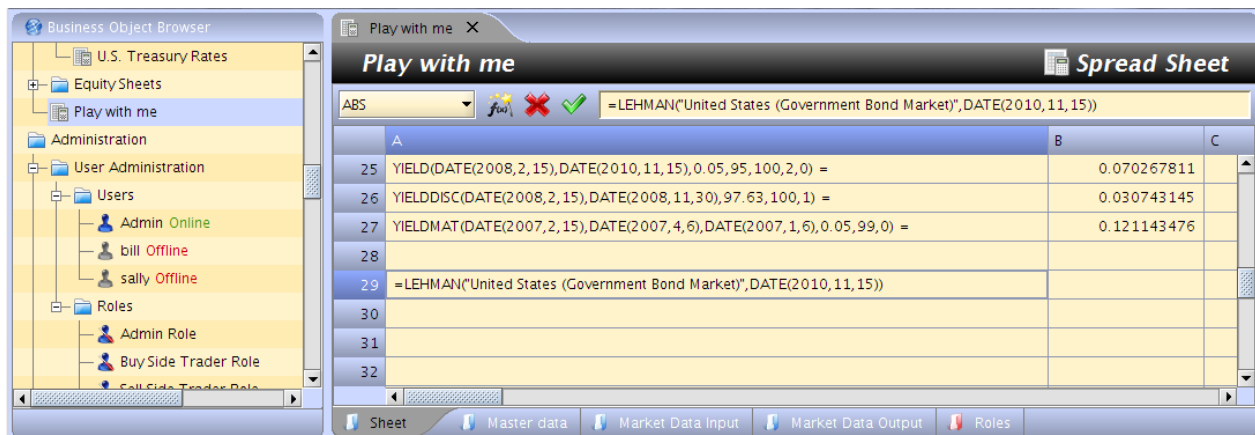 Business Object Browser
U.S. Treasury Rates
Equity Sheets
Play with me
Administration
User Administration
Users
Admin Online
bill Offline
sally Offline
Roles
Admin Role
Buy Side Trader Role
Sell Side Trader Role
Play with me X
Play with me
Spread Sheet
ABS
f(x)
=LEHMAN("United States (Government Bond Market)",DATE(2010,11,15))
A B C
25 YIELD(DATE(2008,2,15),DATE(2010,11,15),0.05,95,100,2,0) = 0.070267811
26 YIELDDISC(DATE(2008,2,15),DATE(2008,11,30),97.63,100,1) = 0.030743145
27 YIELDMAT(DATE(2007,2,15),DATE(2007,4,6),DATE(2007,1,6),0.05,99,0) = 0.121143476
28
29 =LEHMAN("United States (Government Bond Market)",DATE(2010,11,15))
30
31
32
Sheet Master data Market Data Input Market Data Output Roles